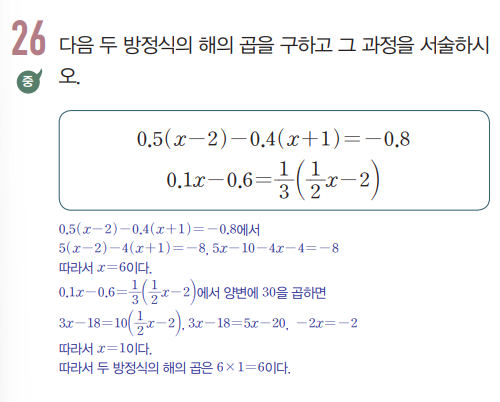 26 다음 두 방정식의 해의 곱을 구하고 그 과정을 서술하시
중 오.
0.5(x−2)−0.4(x+1)=−0.8
0.1x−0.6=1/3(1/2x−2)
0.5(x−2)−0.4(x+1)=−0.8에서
5(x−2)−4(x+1)=−8, 5x−10−4x−4=−8
따라서 x=6이다.
0.1x−0.6=1/3(1/2x−2)에서 양변에 30을 곱하면
3x−18=10(1/2x−2), 3x−18=5x−20, −2x=−2
따라서 x=1이다.
따라서 두 방정식의 해의 곱은 6×1=6이다.